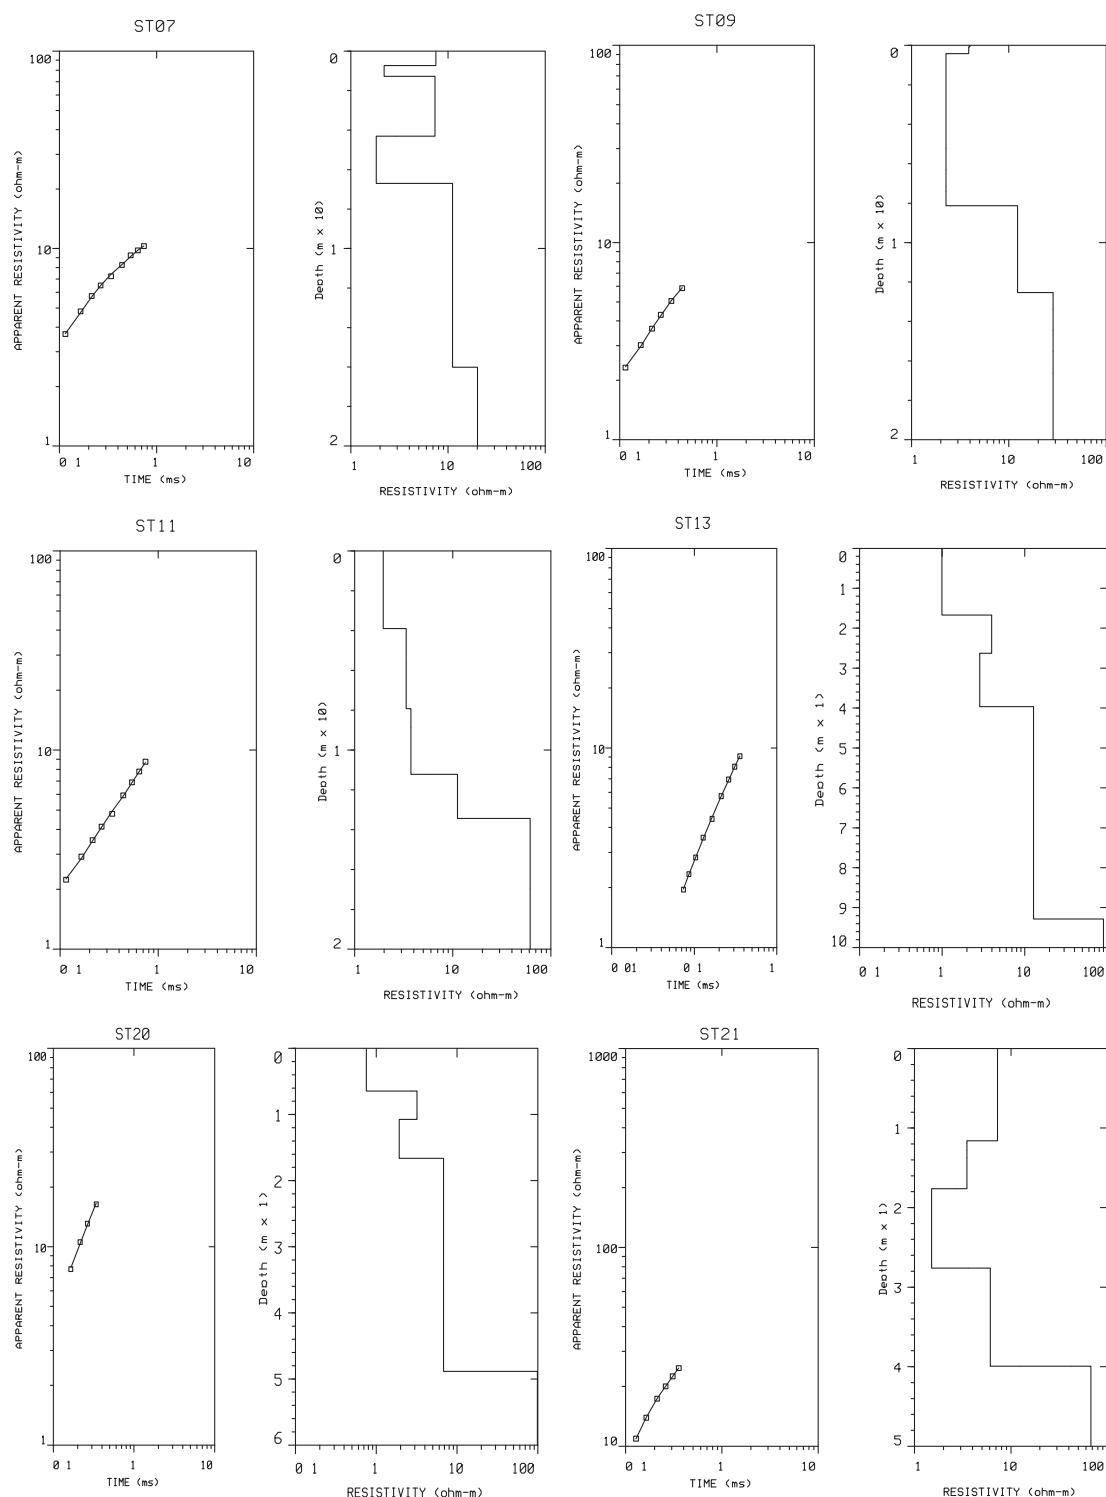 ST07
100
10
1
0 1
1
10
APPARENT RESISTIVITY (ohm-m)
TIME (ms)
0
1
2
1
10
100
Depth (m × 10)
RESISTIVITY (ohm-m)
ST09
100
10
1
0 1
1
10
APPARENT RESISTIVITY (ohm-m)
TIME (ms)
0
1
2
1
10
100
Depth (m × 10)
RESISTIVITY (ohm-m)
ST11
100
10
1
0 1
1
10
APPARENT RESISTIVITY (ohm-m)
TIME (ms)
0
1
2
1
10
100
Depth (m × 10)
RESISTIVITY (ohm-m)
ST13
100
10
1
0 01
0 1
1
APPARENT RESISTIVITY (ohm-m)
TIME (ms)
0
1
2
3
4
5
6
7
8
9
10
0 1
1
10
100
Depth (m × 1)
RESISTIVITY (ohm-m)
ST20
100
10
1
0 1
1
10
APPARENT RESISTIVITY (ohm-m)
TIME (ms)
0
1
2
3
4
5
6
0 1
1
10
100
Depth (m × 1)
RESISTIVITY (ohm-m)
ST21
1000
100
10
0 1
1
10
APPARENT RESISTIVITY (ohm-m)
TIME (ms)
0
1
2
3
4
5
1
10
100
Depth (m × 1)
RESISTIVITY (ohm-m)